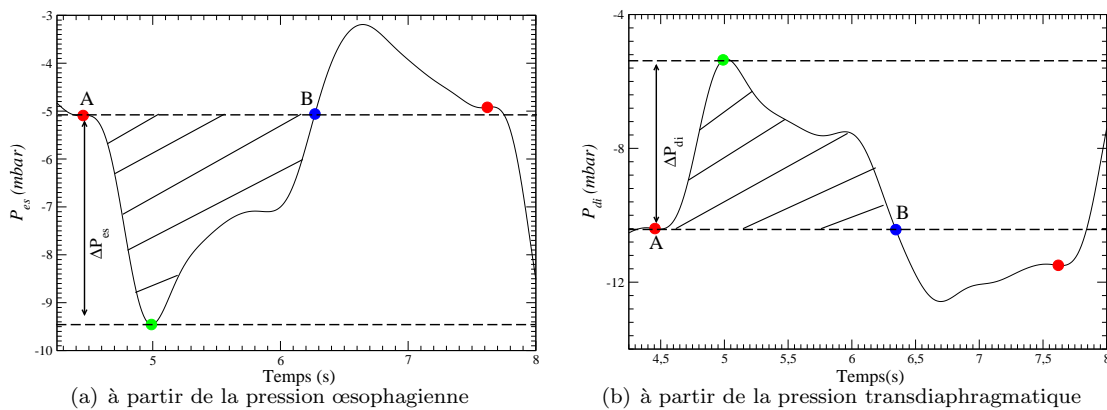 -3
-4
-5
-6
-7
-8
-9
-10
P_es (mbar)
A
B
ΔP_es
5
6
7
8
Temps (s)
(a) à partir de la pression œsophagienne
-4
-8
-12
P_di (mbar)
ΔP_di
A
B
4,5
5
5,5
6
6,5
7
7,5
8
Temps(s)
(b) à partir de la pression transdiaphragmatique